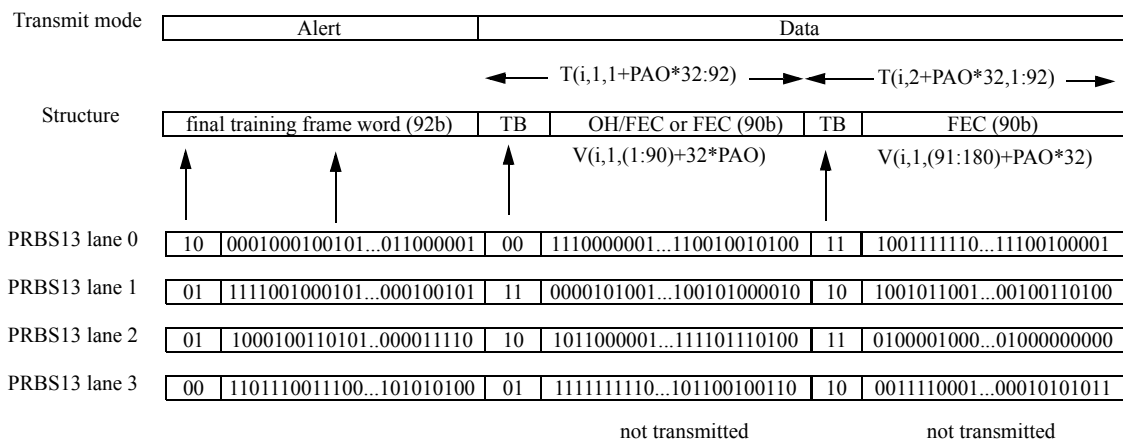 Transmit mode Alert Data
T(i,1,1+PAO*32:92) T(i,2+PAO*32,1:92)
Structure final training frame word (92b) TB OH/FEC or FEC (90b) TB FEC (90b)
V(i,1,(1:90)+32*PAO) V(i,1,(91:180)+PAO*32)
PRBS13 lane 0 10 0001000100101...011000001 00 1110000001...110010010100 11 1001111110...11100100001
PRBS13 lane 1 01 1111001000101...000100101 11 0000101001...100101000010 10 1001011001...00100110100
PRBS13 lane 2 01 1000100110101..000011110 10 1011000001...111101110100 11 0100001000...01000000000
PRBS13 lane 3 00 1101110011100...101010100 01 1111111110...101100100110 10 0011110001...00010101011
not transmitted not transmitted